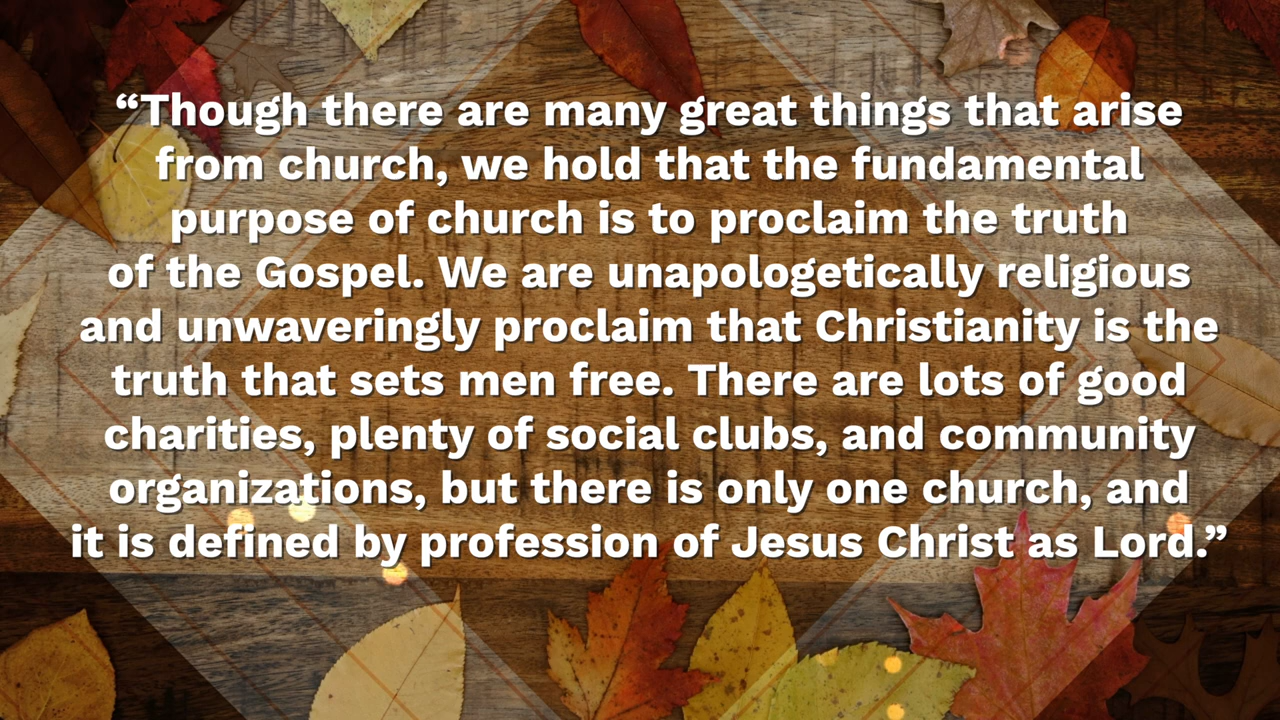 “Though there are many great things that arise
from church, we hold that the fundamental
purpose of church is to proclaim the truth
of the Gospel. We are unapologetically religious
and unwaveringly proclaim that Christianity is the
truth that sets men free. There are lots of good
charities, plenty of social clubs, and community
organizations, but there is only one church, and
it is defined by profession of Jesus Christ as Lord.”